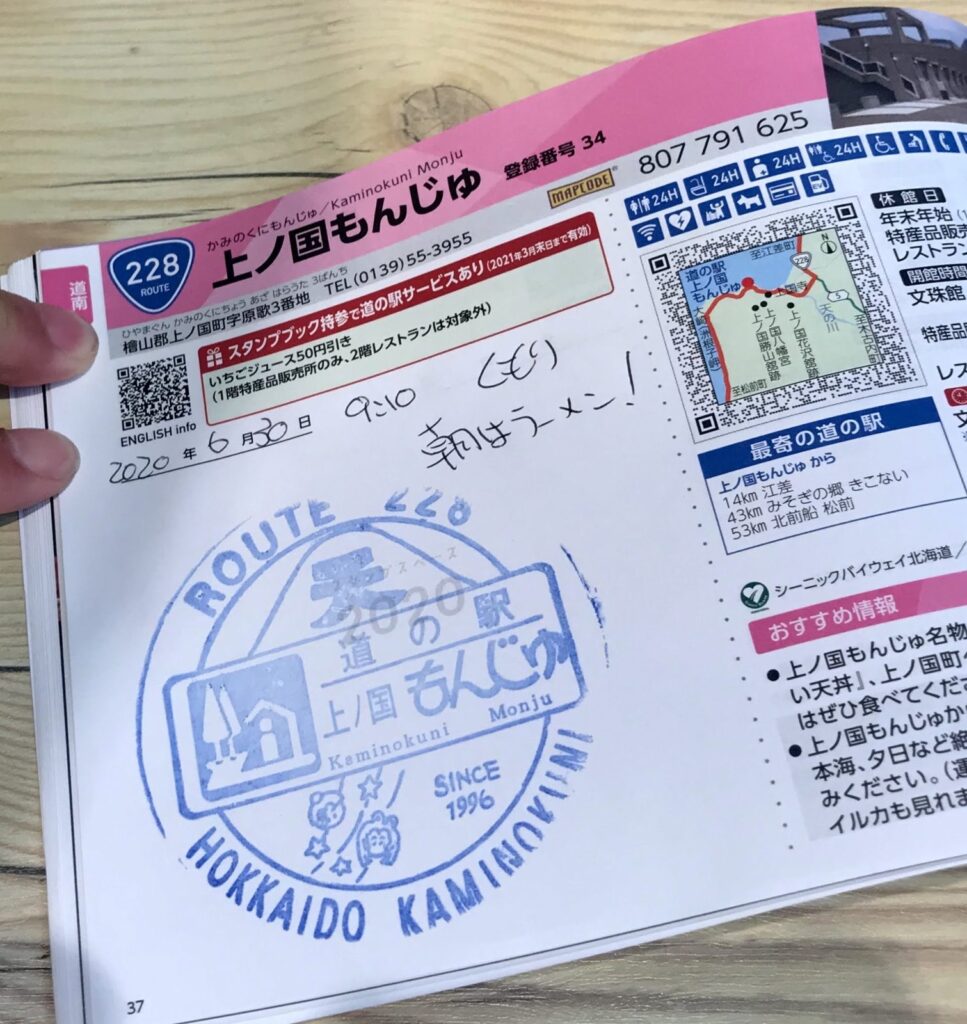 かみのくにもんじゅ/Kaminokuni Monju
上ノ国もんじゅ 登録番号 34
MAPCODE® 807 791 625
228
ROUTE
道南
ひやまぐん かみのくにちょう あざ はらうた 3ばんち
檜山郡上ノ国町字原歌3番地 TEL(0139)55-3955
スタンプブック持参で道の駅サービスあり(2021年3月末日まで有効)
いちごジュース50円引き
(1階特産品販売所のみ、2階レストランは対象外)
ENGLISH info
2020 年 6 月 30 日 9:10 くもり
朝はラーメン!
ROUTE 228
2020
道の駅
上ノ国もんじゅ
Kaminokuni Monju
SINCE
1996
HOKKAIDO KAMINOKUNI
37
24H 24H 24H 24H
至江差町
道の駅
上ノ国
もんじゅ
228
5
上国寺
天の川
上ノ国八幡宮
上ノ国勝山館跡
上ノ国花沢館跡
至木古内町
至松前町
最寄の道の駅
上ノ国もんじゅ から
14km 江差
43km みそぎの郷 きこない
53km 北前船 松前
シーニックバイウェイ北海道/
おすすめ情報
●上ノ国もんじゅ名物
い天丼』、上ノ国町
はぜひ食べてくださ
●上ノ国もんじゅか
本海、夕日など絶
みください。(運
イルカも見れま
休館日
年末年始(1
特産品販売
レストラン
開館時間
文珠館
特産品
レス